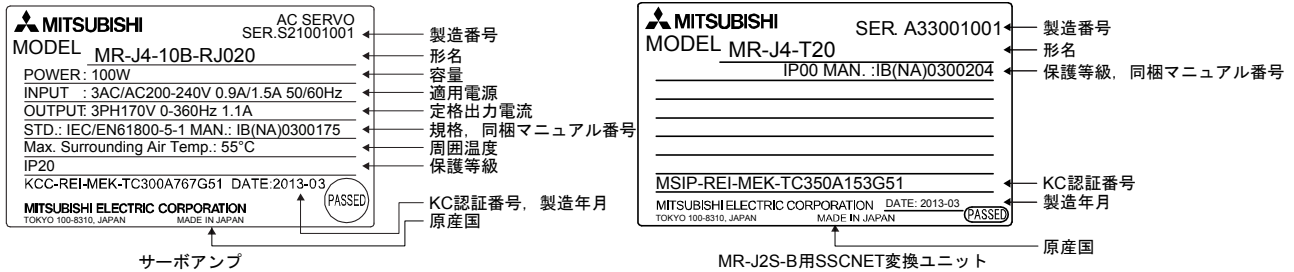 MITSUBISHI
AC SERVO
SER.S21001001
製造番号
MODEL MR-J4-10B-RJ020
形名
POWER : 100W
容量
INPUT : 3AC/AC200-240V 0.9A/1.5A 50/60Hz
適用電源
OUTPUT: 3PH170V 0-360Hz 1.1A
定格出力電流
STD.: IEC/EN61800-5-1 MAN.: IB(NA)0300175
規格, 同梱マニュアル番号
Max. Surrounding Air Temp.: 55°C
周囲温度
IP20
保護等級
KCC-REI-MEK-TC300A767G51 DATE:2013-03
PASSED
KC認証番号, 製造年月
MITSUBISHI ELECTRIC CORPORATION
TOKYO 100-8310, JAPAN MADE IN JAPAN
原産国
サーボアンプ
MITSUBISHI
SER. A33001001
製造番号
MODEL MR-J4-T20
形名
IP00 MAN. :IB(NA)0300204
保護等級, 同梱マニュアル番号
MSIP-REI-MEK-TC350A153G51
KC認証番号
MITSUBISHI ELECTRIC CORPORATION DATE: 2013-03
製造年月
TOKYO 100-8310, JAPAN MADE IN JAPAN
PASSED
原産国
MR-J2S-B用SSCNET変換ユニット